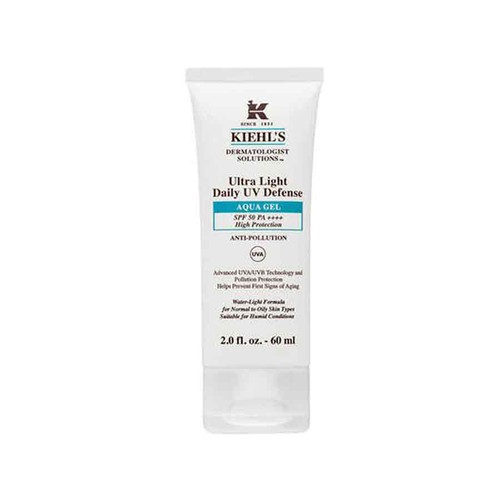 K
SINCE 1851
KIEHL'S
DERMATOLOGIST
SOLUTIONS™
Ultra Light
Daily UV Defense
AQUA GEL
SPF 50 PA ++++
High Protection
ANTI-POLLUTION
UVA
Advanced UVA/UVB Technology and
Pollution Protection
Helps Prevent First Signs of Aging
Water-Light Formula
for Normal to Oily Skin Types
Suitable for Humid Conditions
2.0 fl. oz. - 60 ml